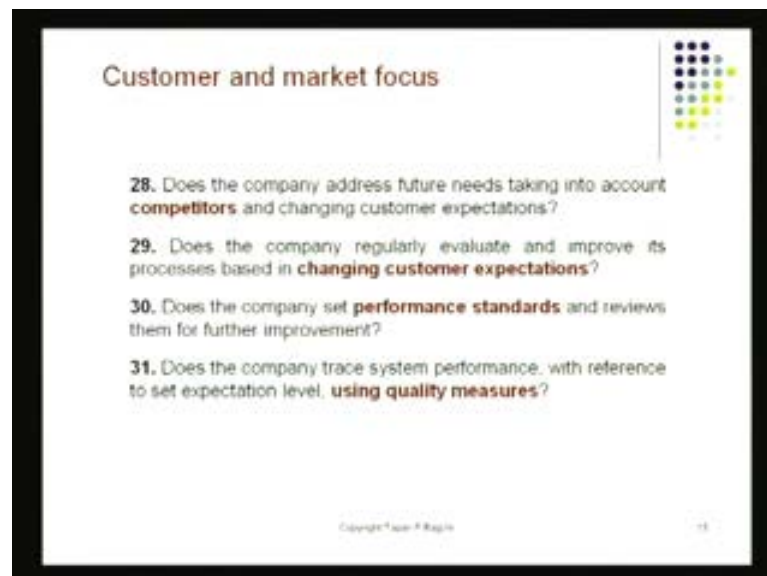 Customer and market focus
28. Does the company address future needs taking into account
competitors and changing customer expectations?
29. Does the company regularly evaluate and improve its
processes based in changing customer expectations?
30. Does the company set performance standards and reviews
them for further improvement?
31. Does the company trace system performance, with reference
to set expectation level, using quality measures?
Copyright